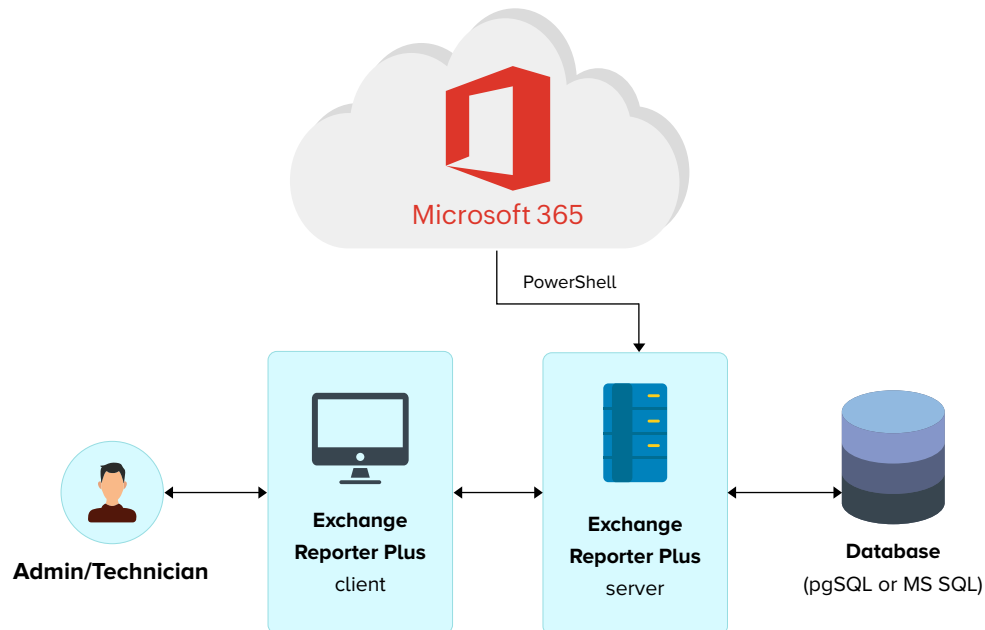 Microsoft 365
PowerShell
Exchange
Reporter Plus
client
Exchange
Reporter Plus
server
Admin/Technician
Database
(pgSQL or MS SQL)